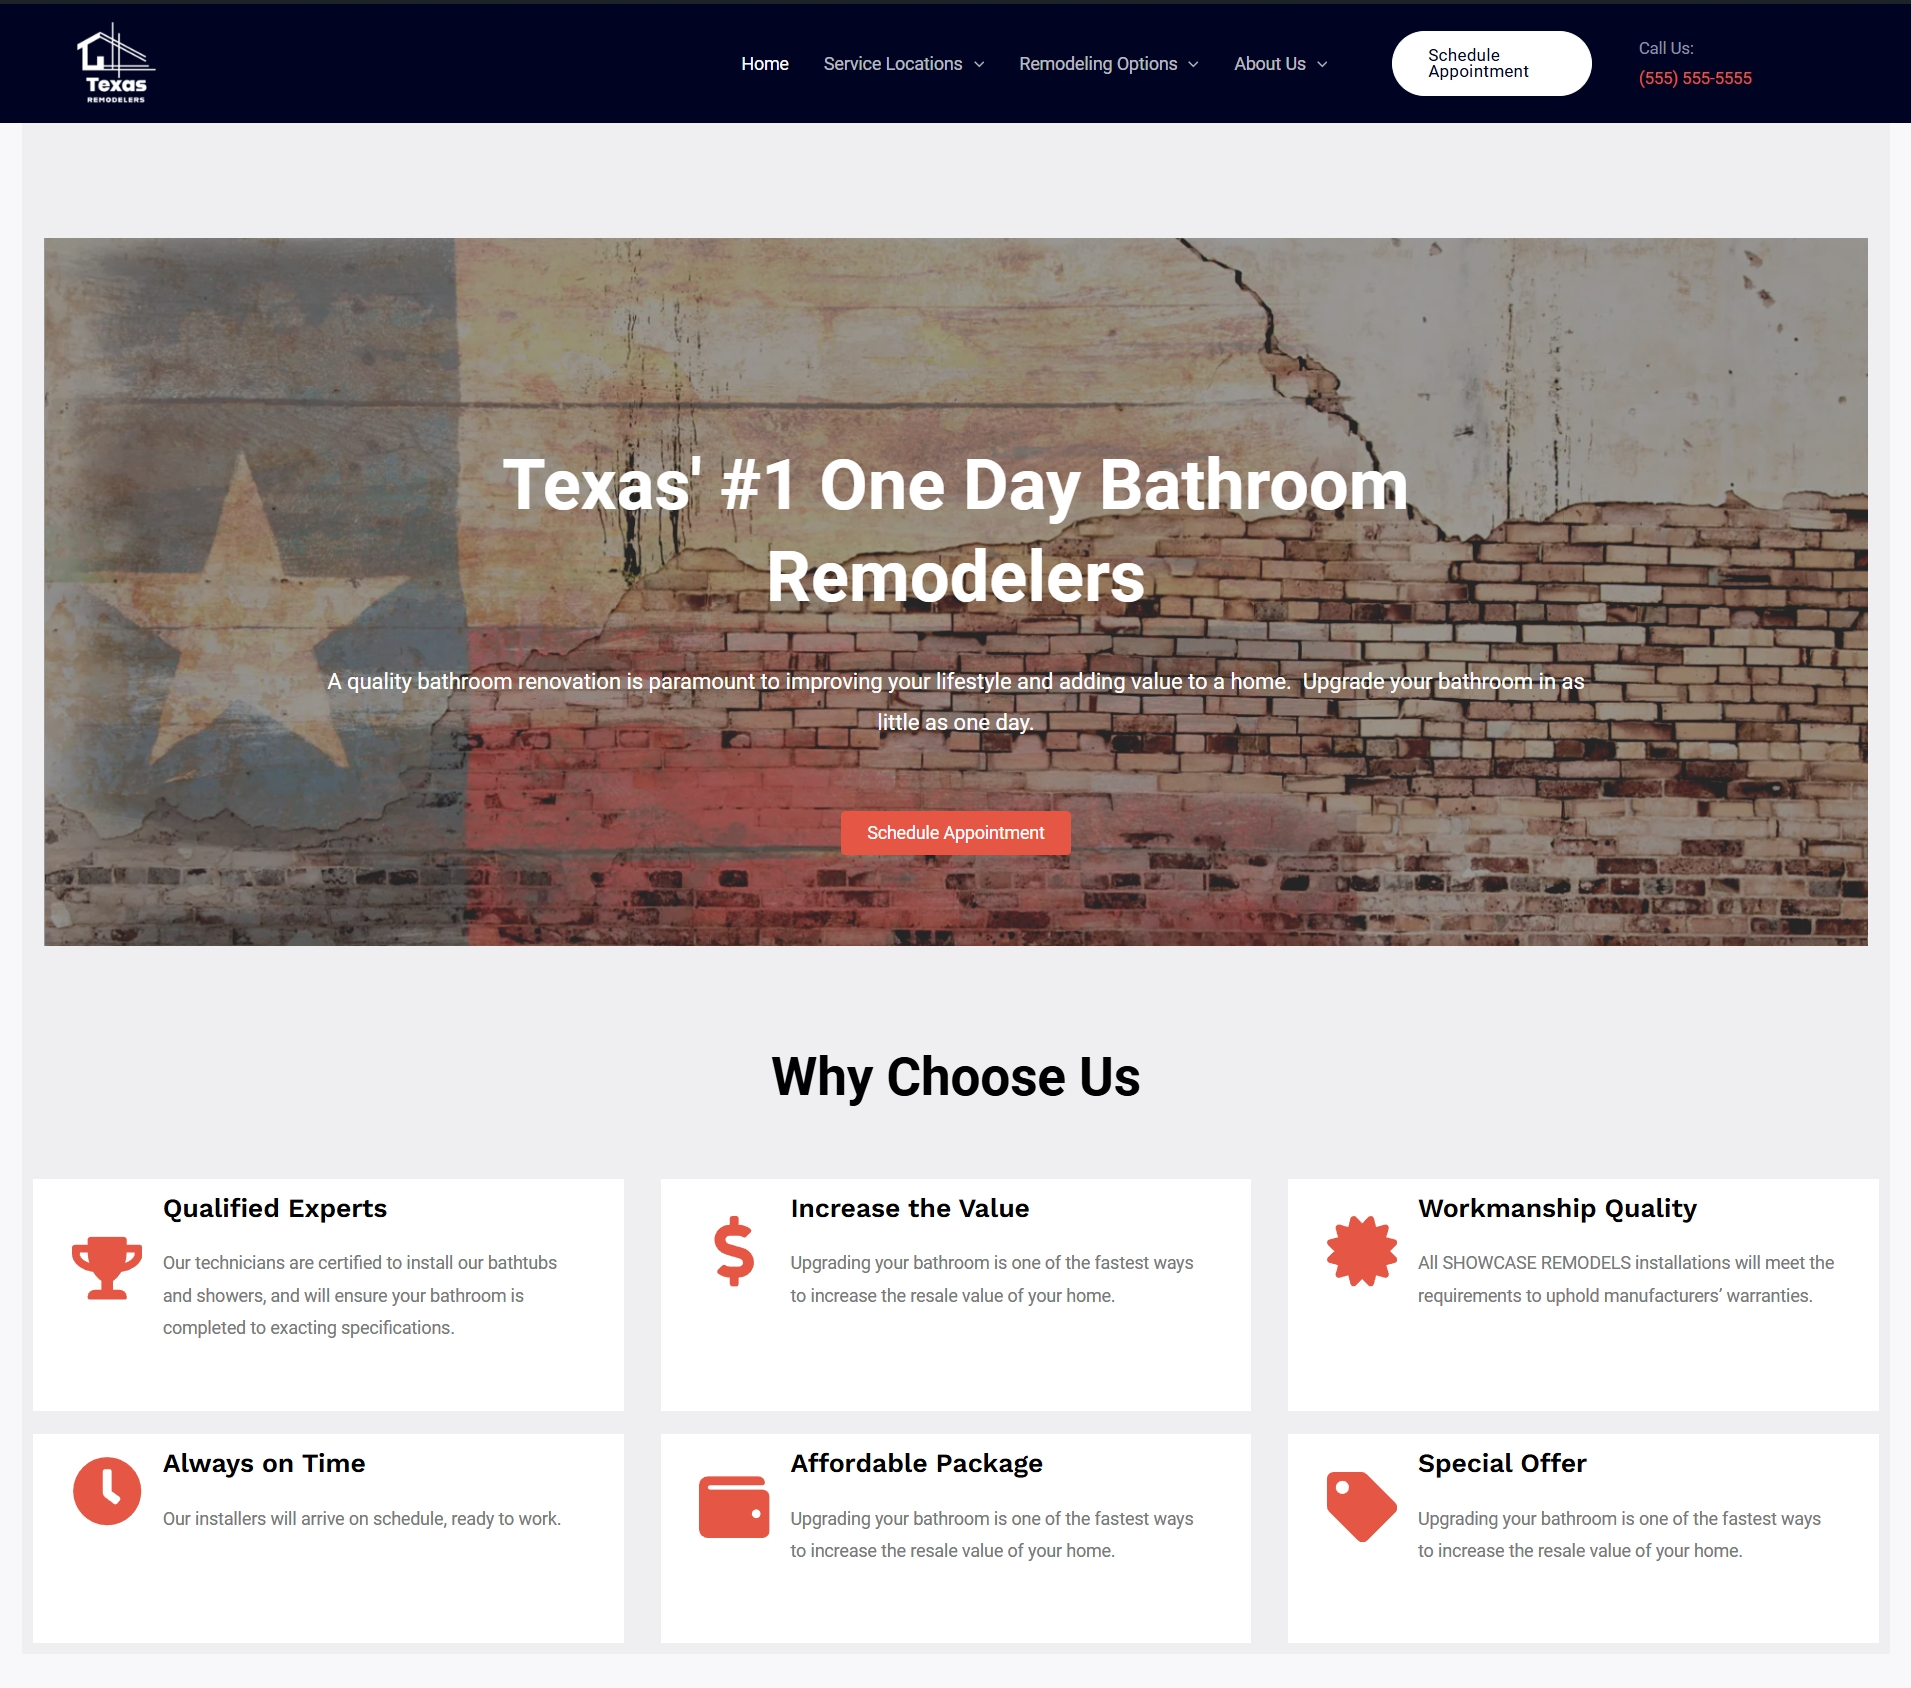 Texas
REMODELERS
Home
Service Locations
Remodeling Options
About Us
Schedule
Appointment
Call Us:
(555) 555-5555
Texas' #1 One Day Bathroom
Remodelers
A quality bathroom renovation is paramount to improving your lifestyle and adding value to a home.  Upgrade your bathroom in as
little as one day.
Schedule Appointment
Why Choose Us
Qualified Experts
Our technicians are certified to install our bathtubs
and showers, and will ensure your bathroom is
completed to exacting specifications.
Increase the Value
Upgrading your bathroom is one of the fastest ways
to increase the resale value of your home.
Workmanship Quality
All SHOWCASE REMODELS installations will meet the
requirements to uphold manufacturers’ warranties.
Always on Time
Our installers will arrive on schedule, ready to work.
Affordable Package
Upgrading your bathroom is one of the fastest ways
to increase the resale value of your home.
Special Offer
Upgrading your bathroom is one of the fastest ways
to increase the resale value of your home.